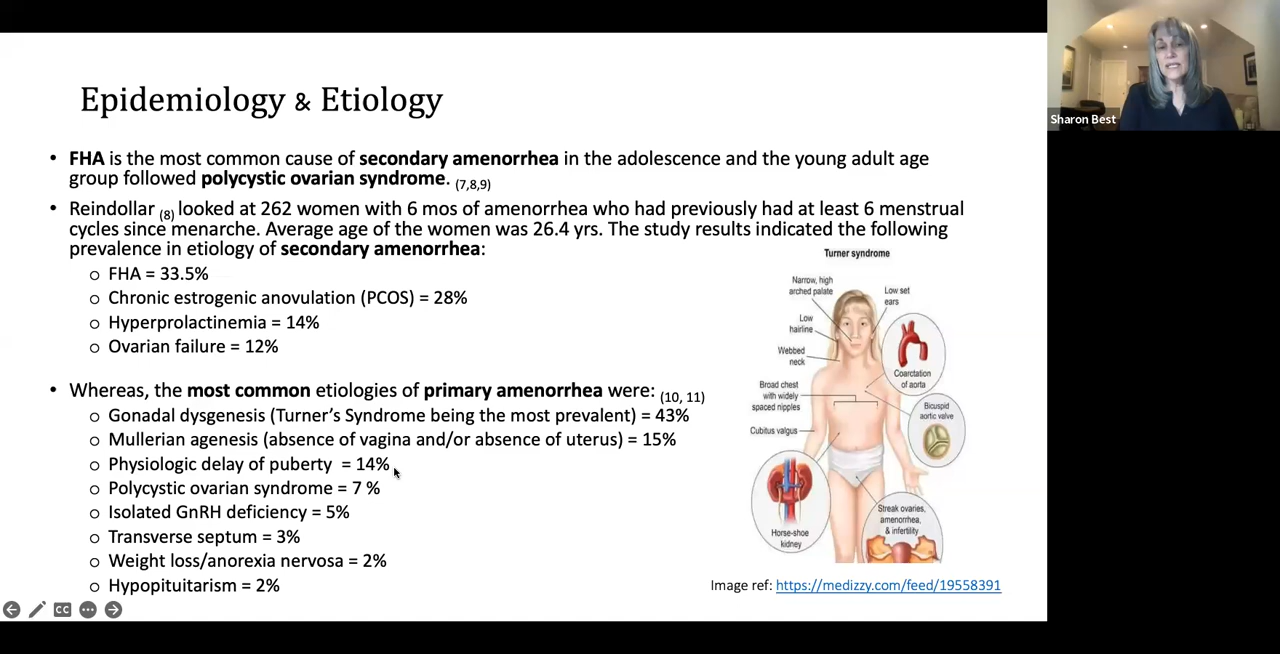 Epidemiology & Etiology
• FHA is the most common cause of secondary amenorrhea in the adolescence and the young adult age
group followed polycystic ovarian syndrome. (7,8,9)
• Reindollar (8) looked at 262 women with 6 mos of amenorrhea who had previously had at least 6 menstrual
cycles since menarche. Average age of the women was 26.4 yrs. The study results indicated the following
prevalence in etiology of secondary amenorrhea:
o FHA = 33.5%
o Chronic estrogenic anovulation (PCOS) = 28%
o Hyperprolactinemia = 14%
o Ovarian failure = 12%
• Whereas, the most common etiologies of primary amenorrhea were: (10, 11)
o Gonadal dysgenesis (Turner’s Syndrome being the most prevalent) = 43%
o Mullerian agenesis (absence of vagina and/or absence of uterus) = 15%
o Physiologic delay of puberty = 14%
o Polycystic ovarian syndrome = 7 %
o Isolated GnRH deficiency = 5%
o Transverse septum = 3%
o Weight loss/anorexia nervosa = 2%
o Hypopituitarism = 2%
Turner syndrome
Narrow, high
arched palate
Low set
ears
Low
hairline
Webbed
neck
Coarctation
of aorta
Broad chest
with widely
spaced nipples
Bicuspid
aortic valve
Cubitus valgus
Streak ovaries,
amenorrhea,
& infertility
Horse-shoe
kidney
Image ref: https://medizzy.com/feed/19558391
CC
Sharon Best